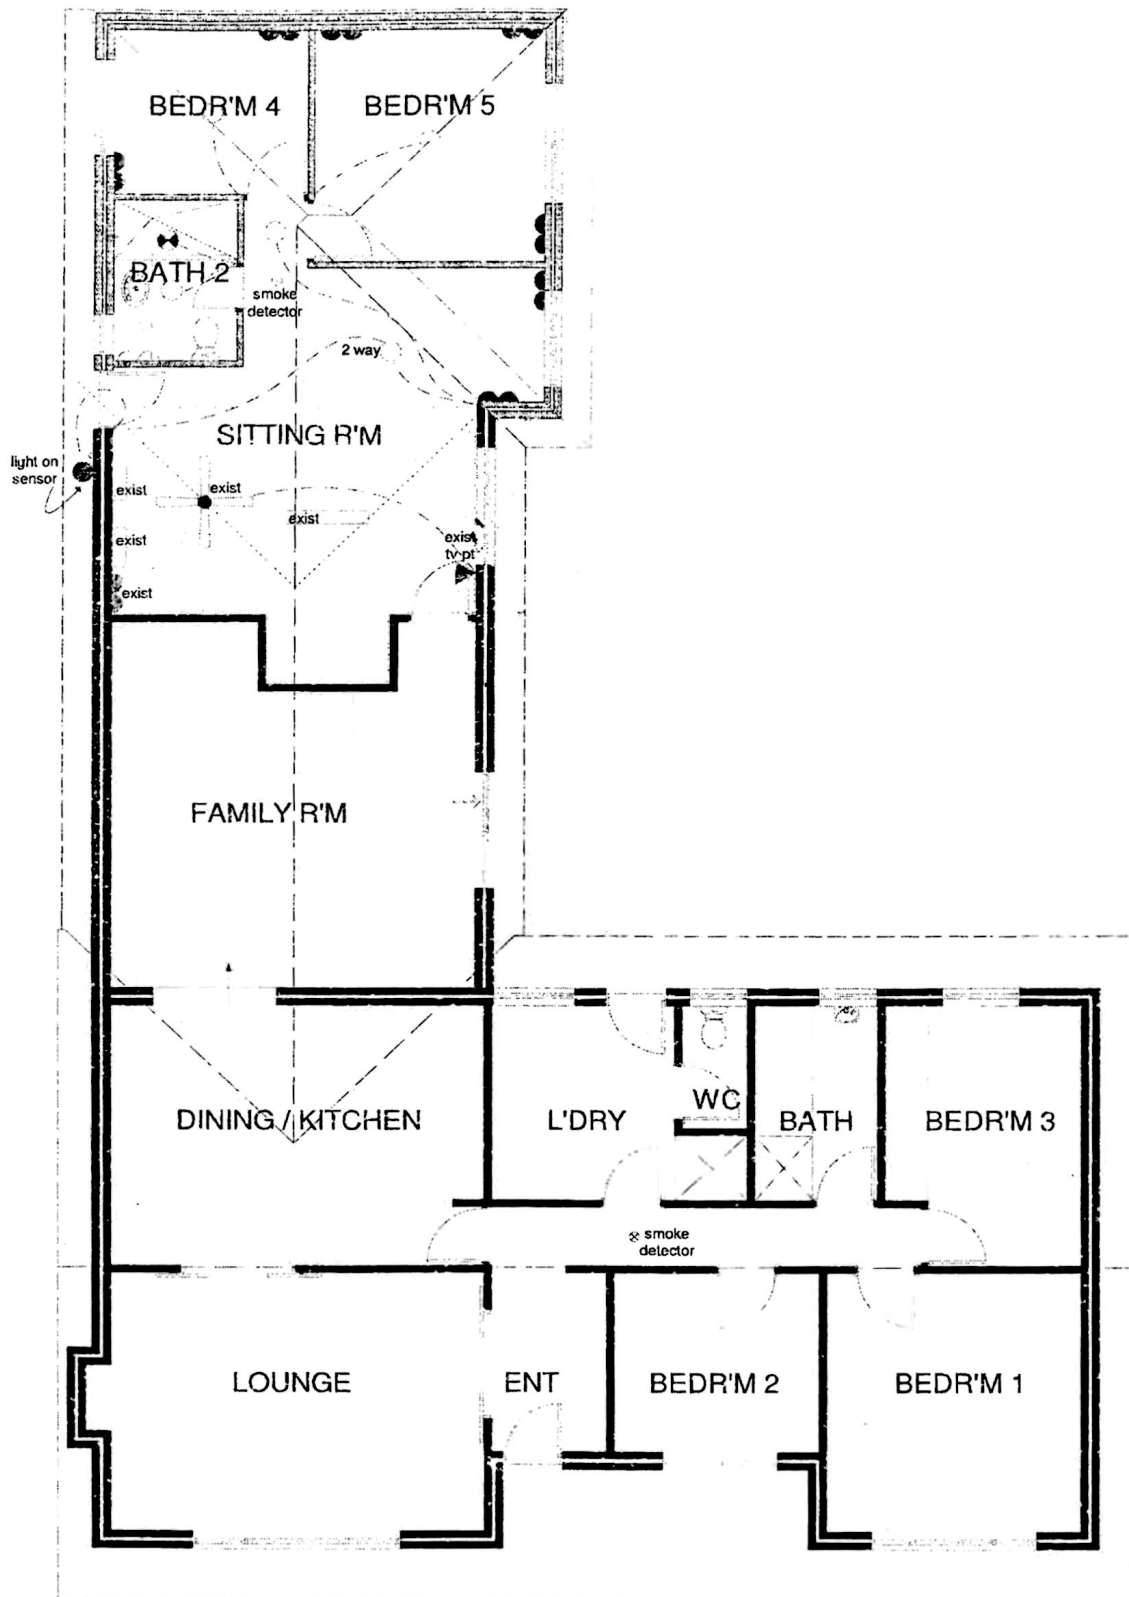 BEDR'M 4
BEDR'M 5
BATH 2
smoke
detector
2 way
SITTING R'M
light on
sensor
exist
exist
exist
exist
exist
tv pt
exist
FAMILY R'M
DINING / KITCHEN
L'DRY
WC
BATH
BEDR'M 3
smoke
detector
LOUNGE
ENT
BEDR'M 2
BEDR'M 1